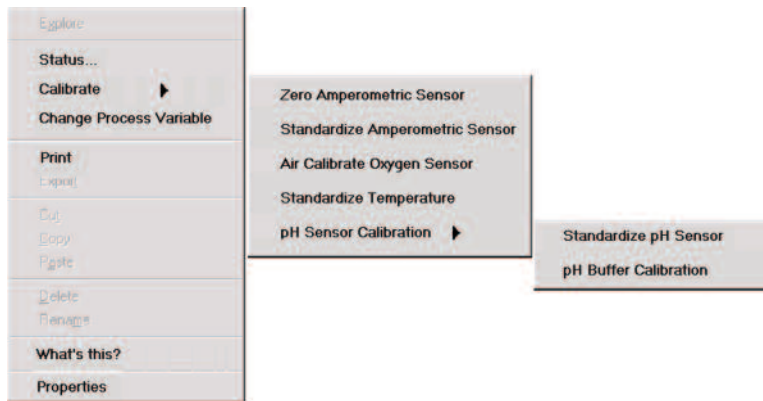 Explore
Status...
Calibrate
Change Process Variable
Print
Export
Cut
Copy
Paste
Delete
Rename
What's this?
Properties
Zero Amperometric Sensor
Standardize Amperometric Sensor
Air Calibrate Oxygen Sensor
Standardize Temperature
pH Sensor Calibration
Standardize pH Sensor
pH Buffer Calibration